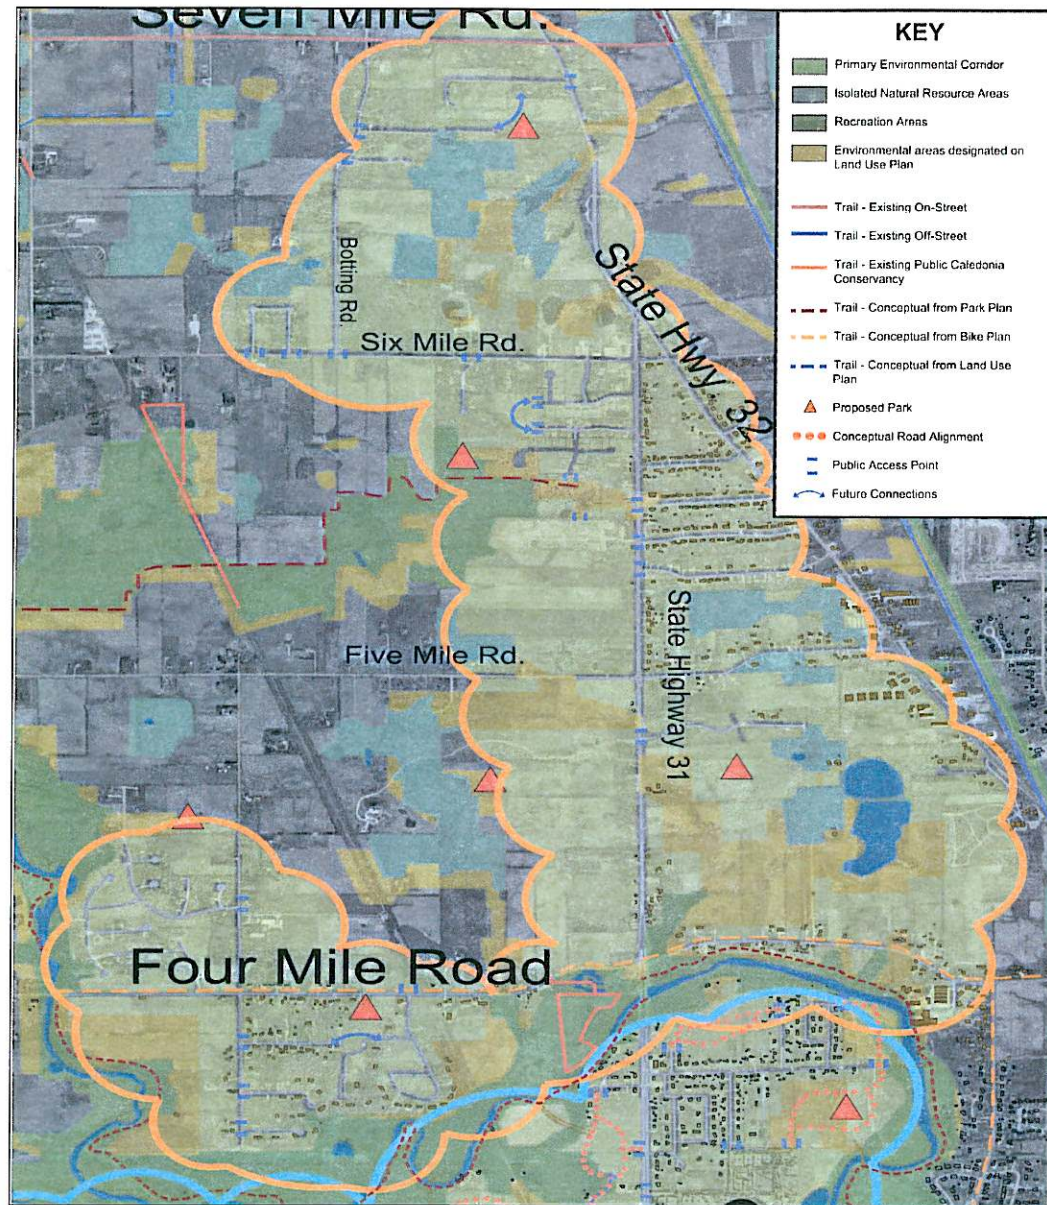 Seven Mile Rd.
Botting Rd.
State Hwy 32
Six Mile Rd.
Five Mile Rd.
State Highway 31
Four Mile Road
KEY
Primary Environmental Corridor
Isolated Natural Resource Areas
Recreation Areas
Environmental areas designated on
Land Use Plan
Trail - Existing On-Street
Trail - Existing Off-Street
Trail - Existing Public Caledonia
Conservancy
Trail - Conceptual from Park Plan
Trail - Conceptual from Bike Plan
Trail - Conceptual from Land Use
Plan
Proposed Park
Conceptual Road Alignment
Public Access Point
Future Connections